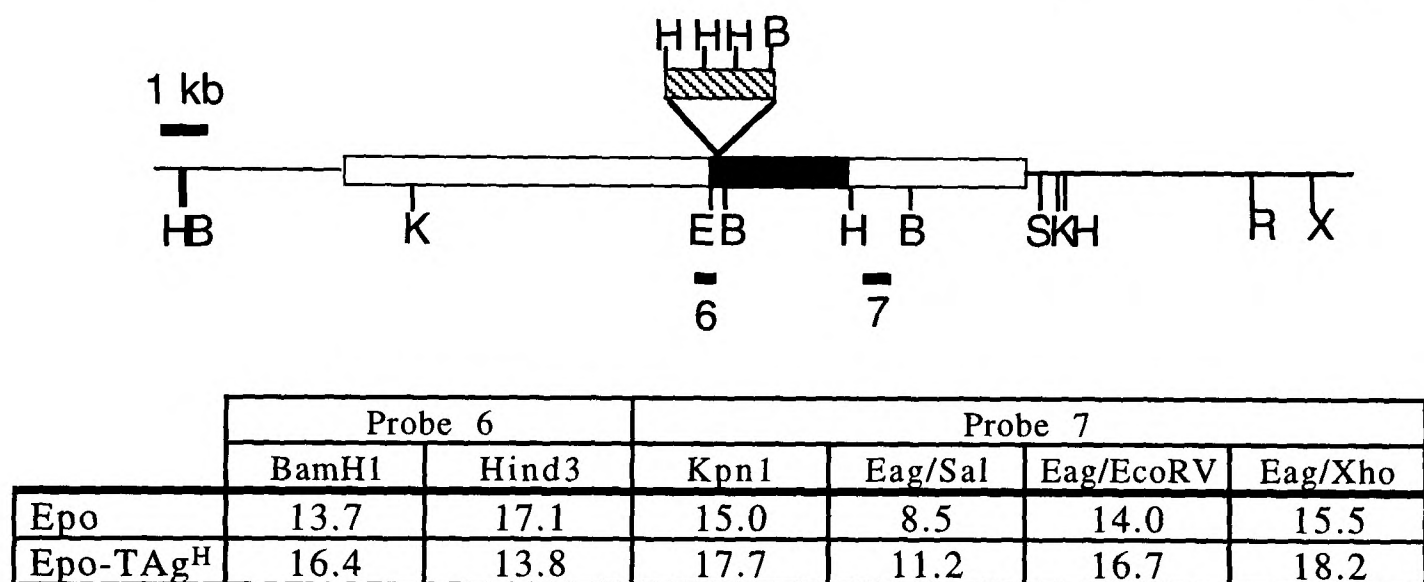 H H H B
1 kb
HB K E B H B S K H R X
6 7
Probe 6 Probe 7
BamH1 Hind3 Kpn1 Eag/Sal Eag/EcoRV Eag/Xho
Epo 13.7 17.1 15.0 8.5 14.0 15.5
Epo-TAgᴴ 16.4 13.8 17.7 11.2 16.7 18.2